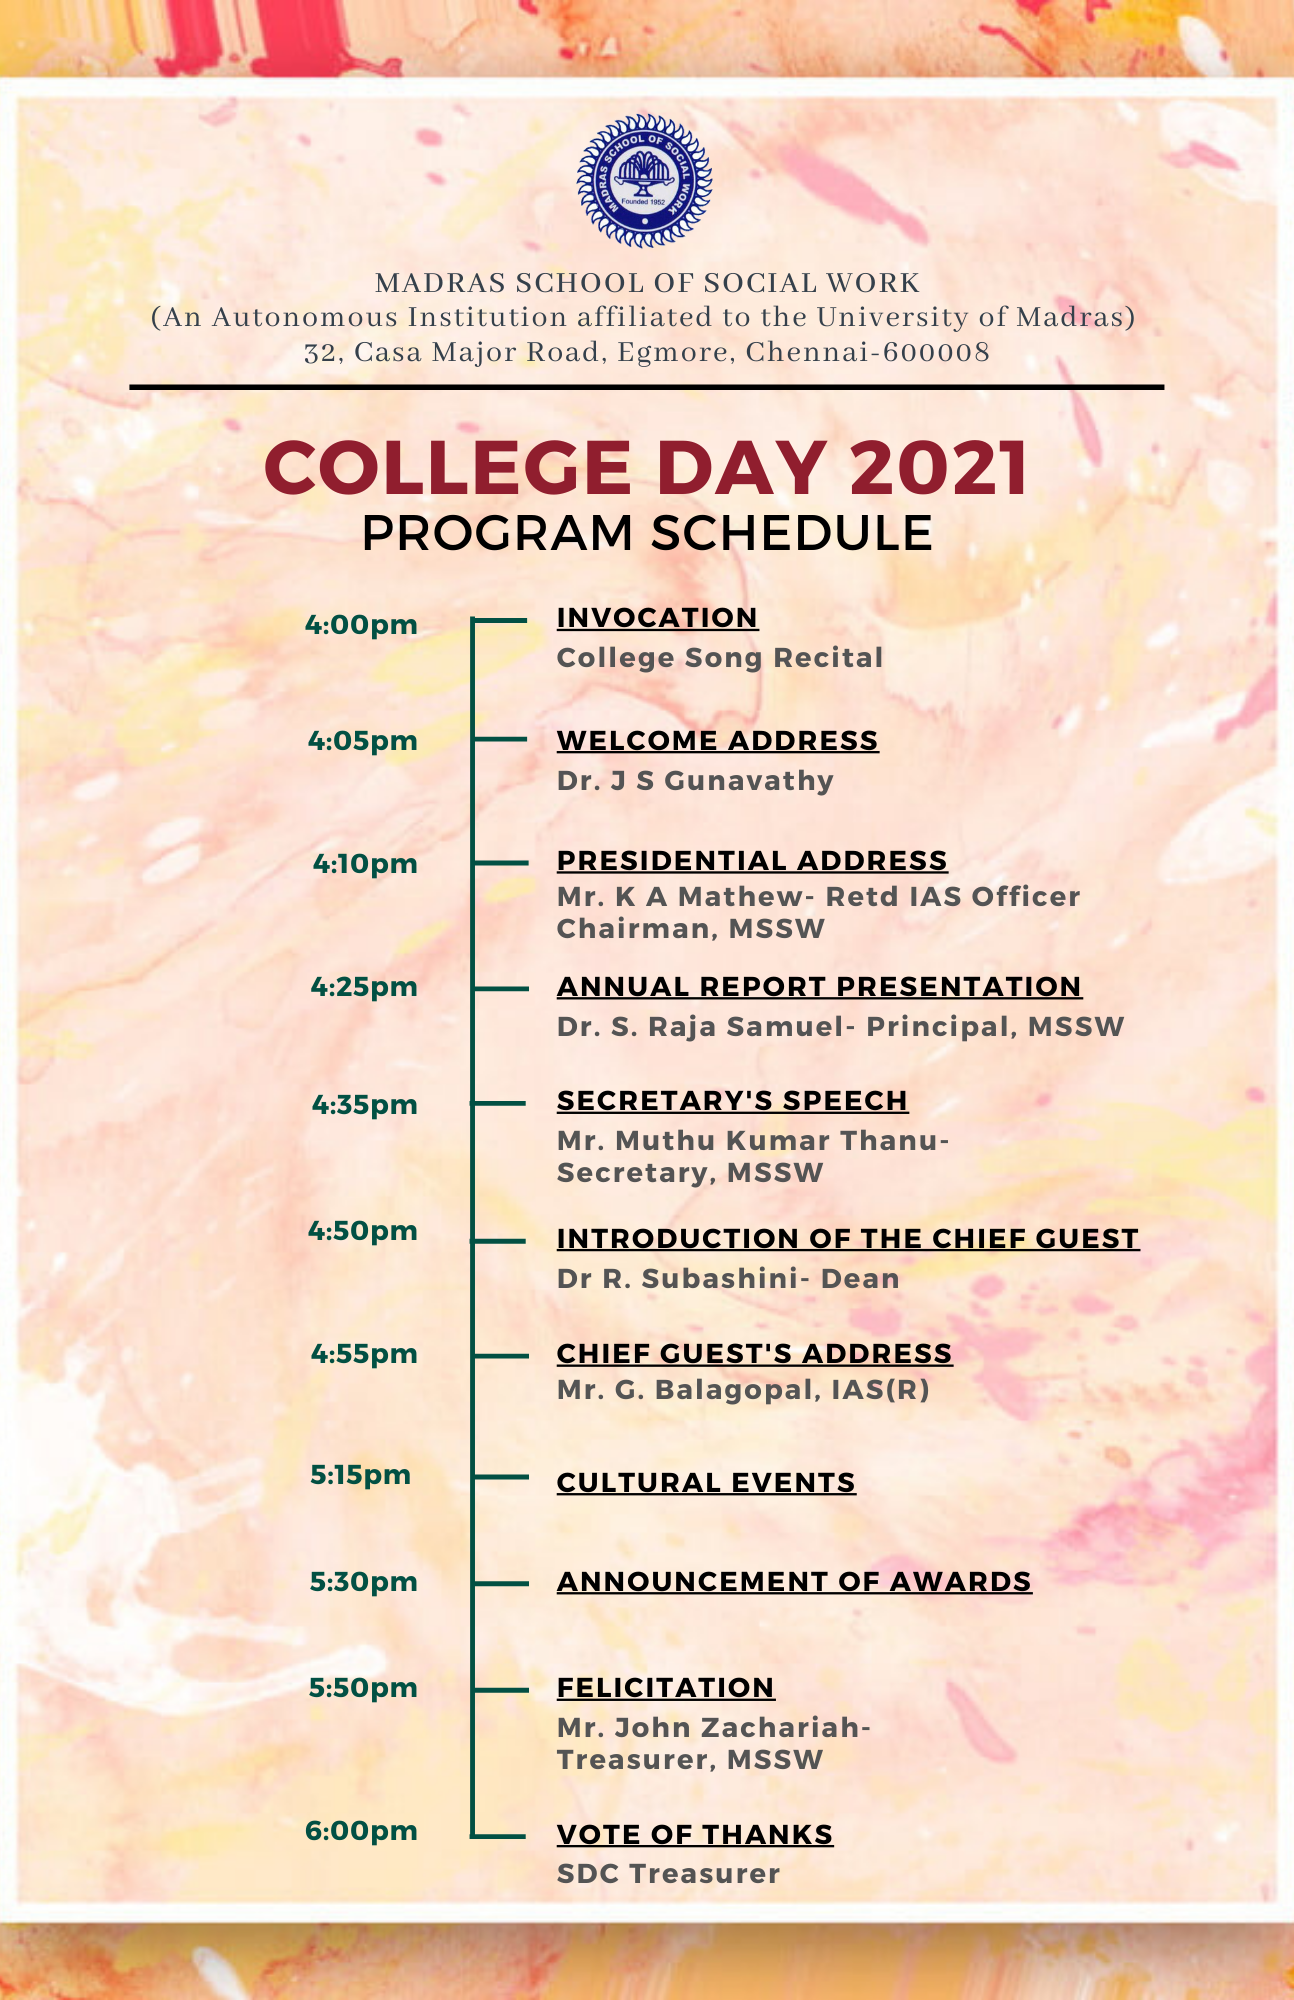 MADRAS SCHOOL OF SOCIAL WORK
Founded 1952
MADRAS SCHOOL OF SOCIAL WORK
(An Autonomous Institution affiliated to the University of Madras)
32, Casa Major Road, Egmore, Chennai-600008
COLLEGE DAY 2021
PROGRAM SCHEDULE
4:00pm
INVOCATION
College Song Recital
4:05pm
WELCOME ADDRESS
Dr. J S Gunavathy
4:10pm
PRESIDENTIAL ADDRESS
Mr. K A Mathew- Retd IAS Officer
Chairman, MSSW
4:25pm
ANNUAL REPORT PRESENTATION
Dr. S. Raja Samuel- Principal, MSSW
4:35pm
SECRETARY'S SPEECH
Mr. Muthu Kumar Thanu-
Secretary, MSSW
4:50pm
INTRODUCTION OF THE CHIEF GUEST
Dr R. Subashini- Dean
4:55pm
CHIEF GUEST'S ADDRESS
Mr. G. Balagopal, IAS(R)
5:15pm
CULTURAL EVENTS
5:30pm
ANNOUNCEMENT OF AWARDS
5:50pm
FELICITATION
Mr. John Zachariah-
Treasurer, MSSW
6:00pm
VOTE OF THANKS
SDC Treasurer